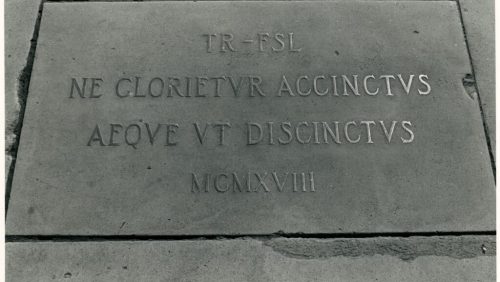 TR-FSL
NE GLORIETVR ACCINCTVS
AEQVE VT DISCINCTVS
MCMXVIII